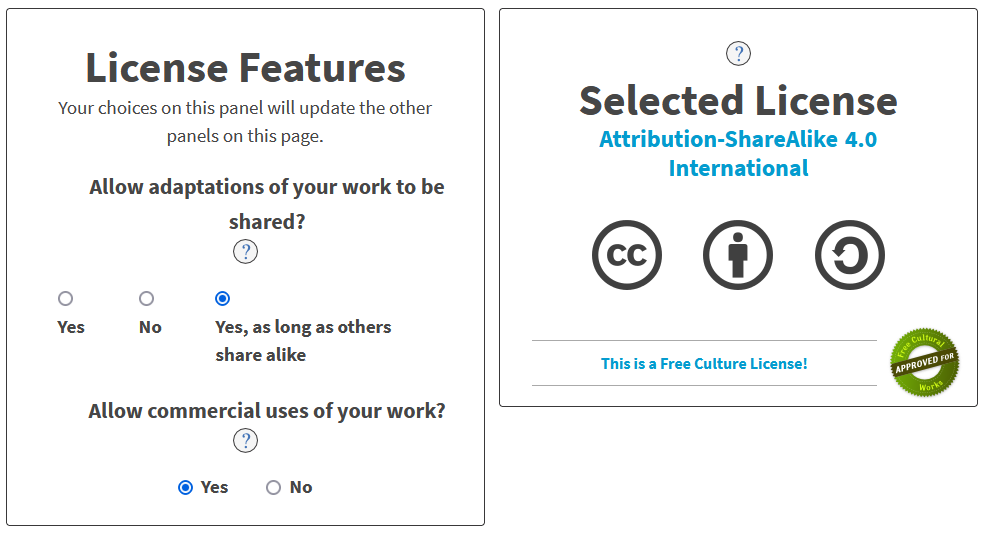 License Features
Your choices on this panel will update the other
panels on this page.
Allow adaptations of your work to be
shared?
?
Yes
No
Yes, as long as others
share alike
Allow commercial uses of your work?
?
Yes
No
?
Selected License
Attribution-ShareAlike 4.0
International
cc
This is a Free Culture License!
Free Cultural
APPROVED FOR
Works